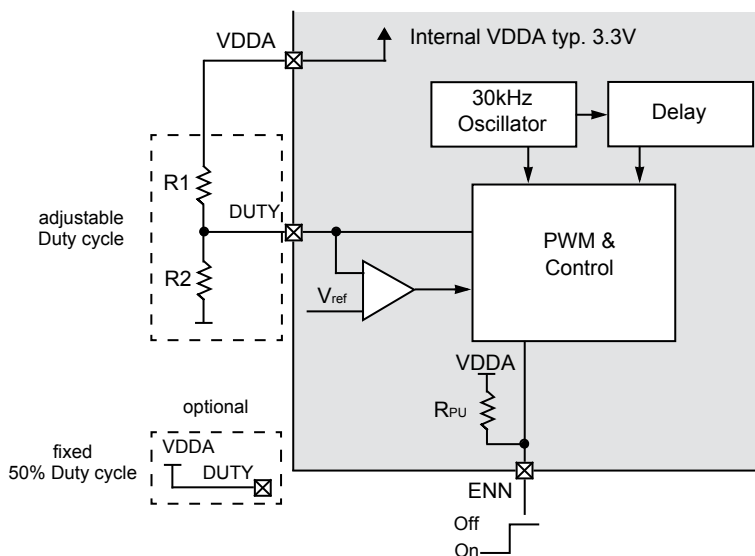 VDDA
Internal VDDA typ. 3.3V
30kHz
Oscillator
Delay
R1
adjustable
Duty cycle
DUTY
PWM &
Control
R2
Vref
VDDA
RPU
optional
fixed
50% Duty cycle
VDDA
DUTY
ENN
Off
On